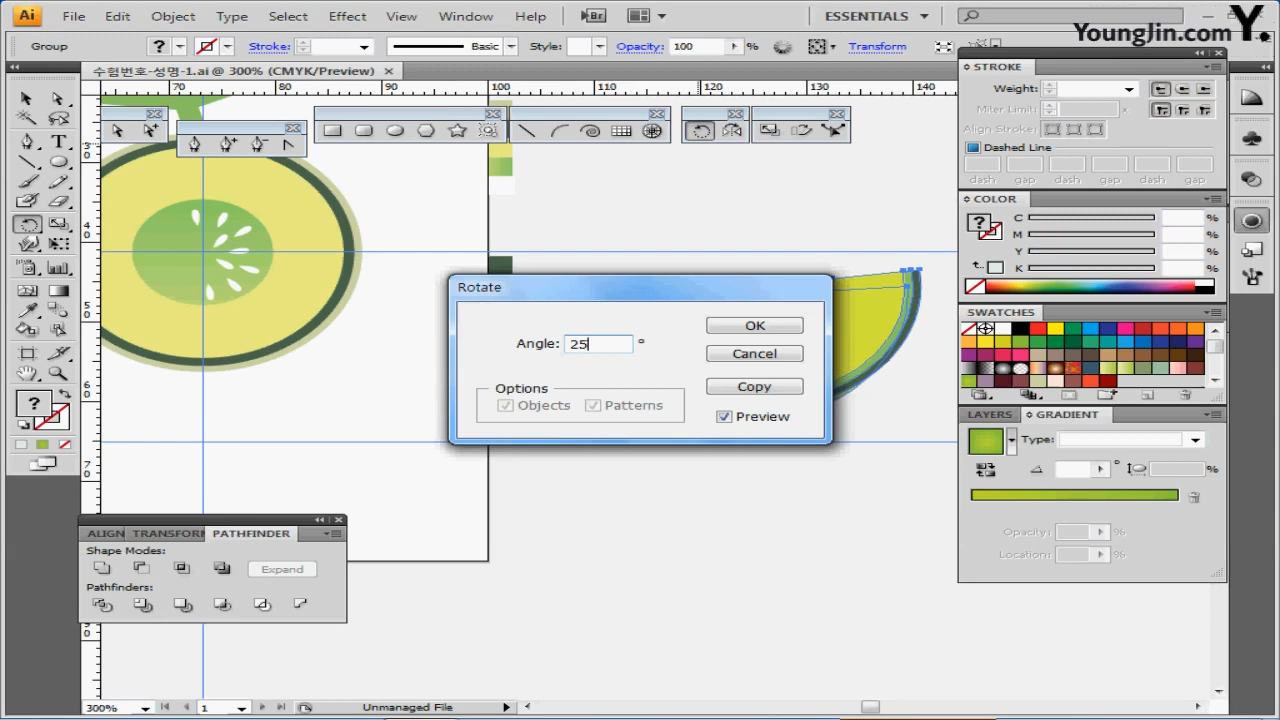 Ai File Edit Object Type Select Effect View Window Help Br ESSENTIALS
YoungJin.com Y.
Group ? Stroke: Basic Style: Opacity: 100 % Transform
수험번호-성명-1.ai @ 300% (CMYK/Preview)
70 80 90 100 110 120 130 140
STROKE
Weight:
Miter Limit: x
Align Stroke:
Dashed Line
dash gap dash gap dash gap
COLOR
? C %
M %
Y %
K %
SWATCHES
LAYERS GRADIENT
Type:
° %
Opacity: %
Location: %
Rotate
Angle: 25 °
OK
Cancel
Copy
Options
Objects Patterns
Preview
T
?
ALIGN TRANSFORM PATHFINDER
Shape Modes:
Expand
Pathfinders:
300% 1 Unmanaged File